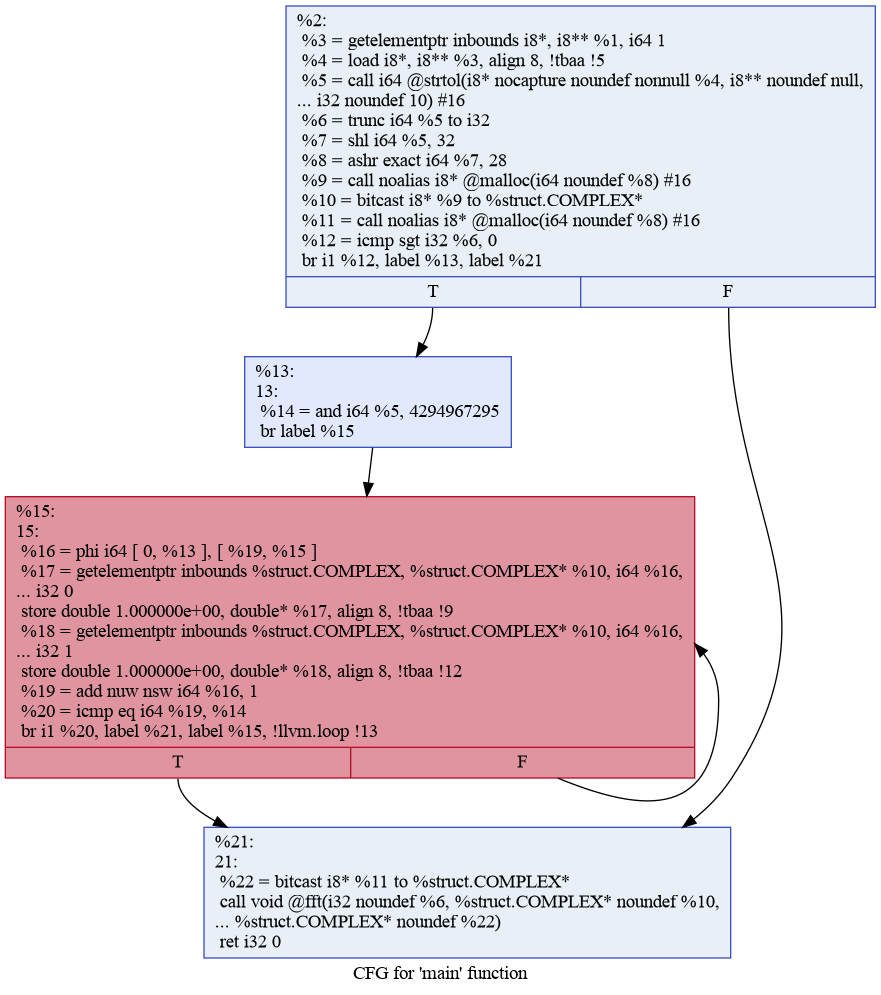 %2:
%3 = getelementptr inbounds i8*, i8** %1, i64 1
%4 = load i8*, i8** %3, align 8, !tbaa !5
%5 = call i64 @strtol(i8* nocapture noundef nonnull %4, i8** noundef null,
... i32 noundef 10) #16
%6 = trunc i64 %5 to i32
%7 = shl i64 %5, 32
%8 = ashr exact i64 %7, 28
%9 = call noalias i8* @malloc(i64 noundef %8) #16
%10 = bitcast i8* %9 to %struct.COMPLEX*
%11 = call noalias i8* @malloc(i64 noundef %8) #16
%12 = icmp sgt i32 %6, 0
br i1 %12, label %13, label %21
T F
%13:
13:
%14 = and i64 %5, 4294967295
br label %15
%15:
15:
%16 = phi i64 [ 0, %13 ], [ %19, %15 ]
%17 = getelementptr inbounds %struct.COMPLEX, %struct.COMPLEX* %10, i64 %16,
... i32 0
store double 1.000000e+00, double* %17, align 8, !tbaa !9
%18 = getelementptr inbounds %struct.COMPLEX, %struct.COMPLEX* %10, i64 %16,
... i32 1
store double 1.000000e+00, double* %18, align 8, !tbaa !12
%19 = add nuw nsw i64 %16, 1
%20 = icmp eq i64 %19, %14
br i1 %20, label %21, label %15, !llvm.loop !13
T F
%21:
21:
%22 = bitcast i8* %11 to %struct.COMPLEX*
call void @fft(i32 noundef %6, %struct.COMPLEX* noundef %10,
... %struct.COMPLEX* noundef %22)
ret i32 0
CFG for 'main' function